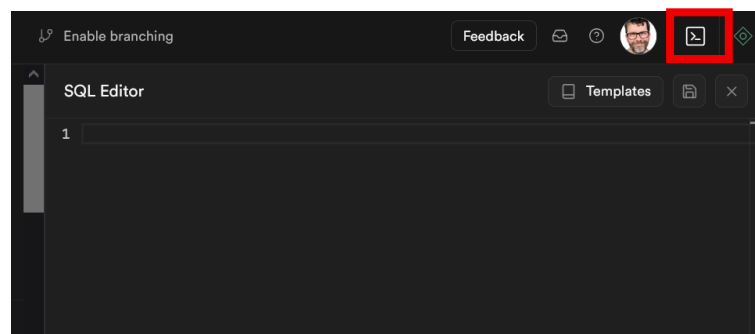 Enable branching
Feedback
SQL Editor
Templates
1